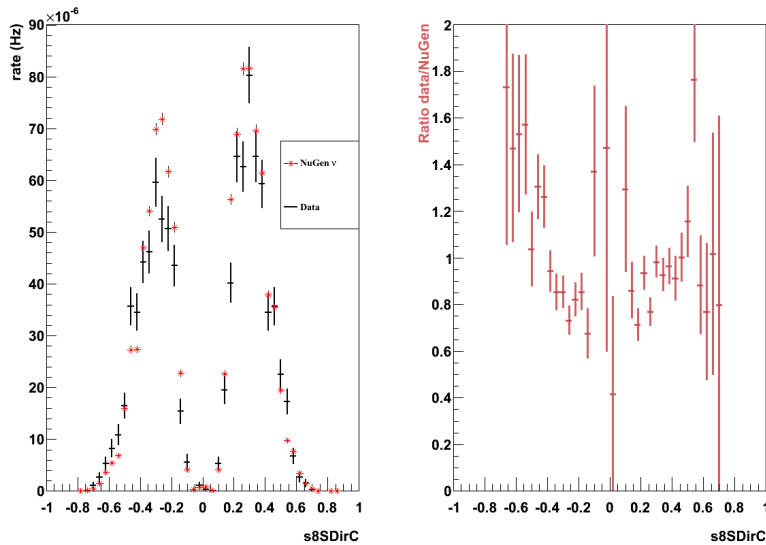 ×10⁻⁶
rate (Hz)
90
80
70
60
50
40
30
20
10
0
-1 -0.8 -0.6 -0.4 -0.2 0 0.2 0.4 0.6 0.8 1
s8SDirC
NuGen ν
Data
Ratio data/NuGen
2
1.8
1.6
1.4
1.2
1
0.8
0.6
0.4
0.2
0
-1 -0.8 -0.6 -0.4 -0.2 0 0.2 0.4 0.6 0.8 1
s8SDirC